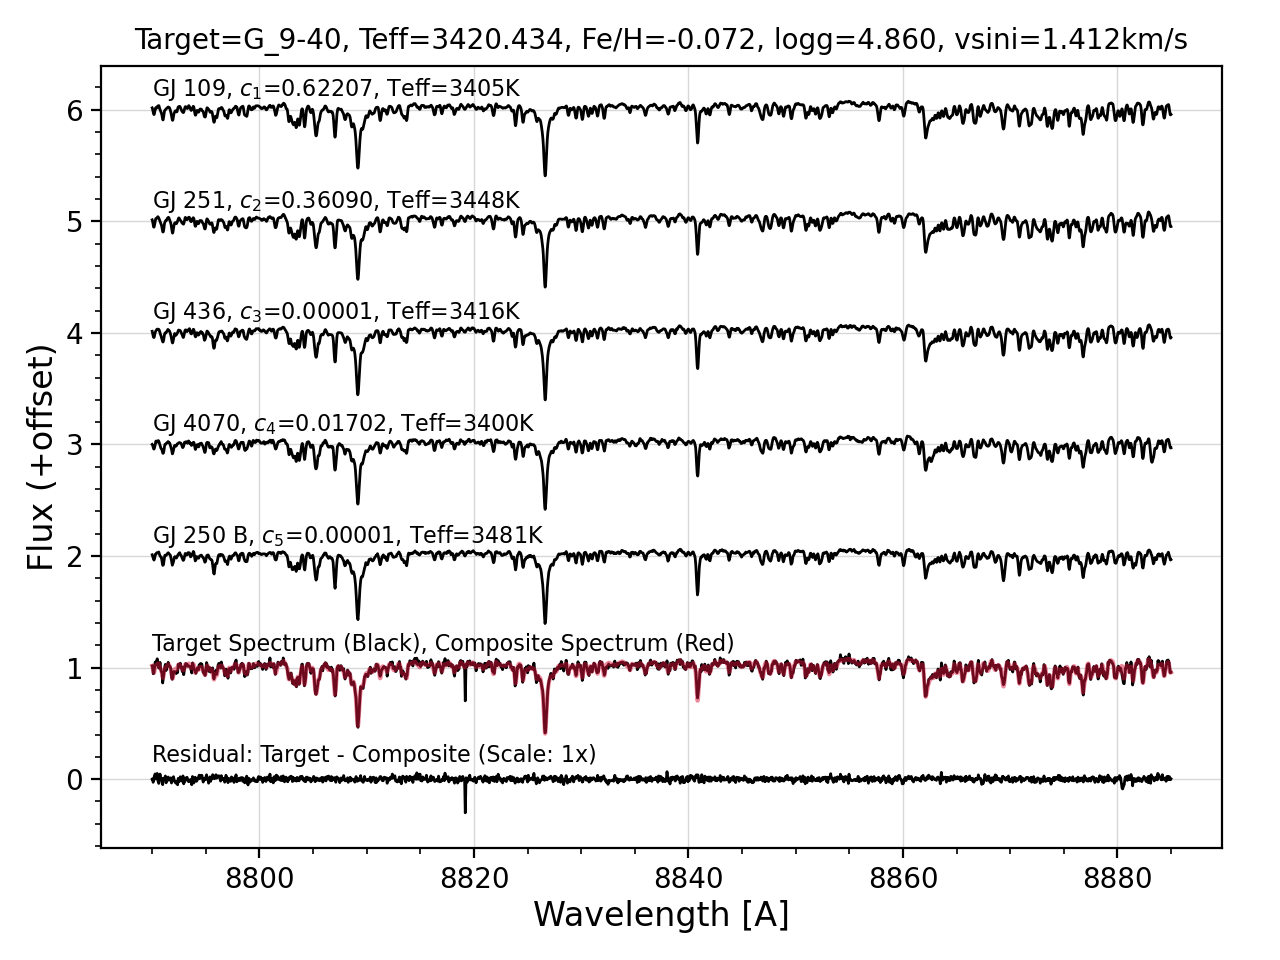 Target=G_9-40, Teff=3420.434, Fe/H=-0.072, logg=4.860, vsini=1.412km/s
GJ 109, c₁=0.62207, Teff=3405K
GJ 251, c₂=0.36090, Teff=3448K
GJ 436, c₃=0.00001, Teff=3416K
GJ 4070, c₄=0.01702, Teff=3400K
GJ 250 B, c₅=0.00001, Teff=3481K
Target Spectrum (Black), Composite Spectrum (Red)
Residual: Target - Composite (Scale: 1x)
6
5
4
3
2
1
0
Flux (+offset)
8800 8820 8840 8860 8880
Wavelength [A]